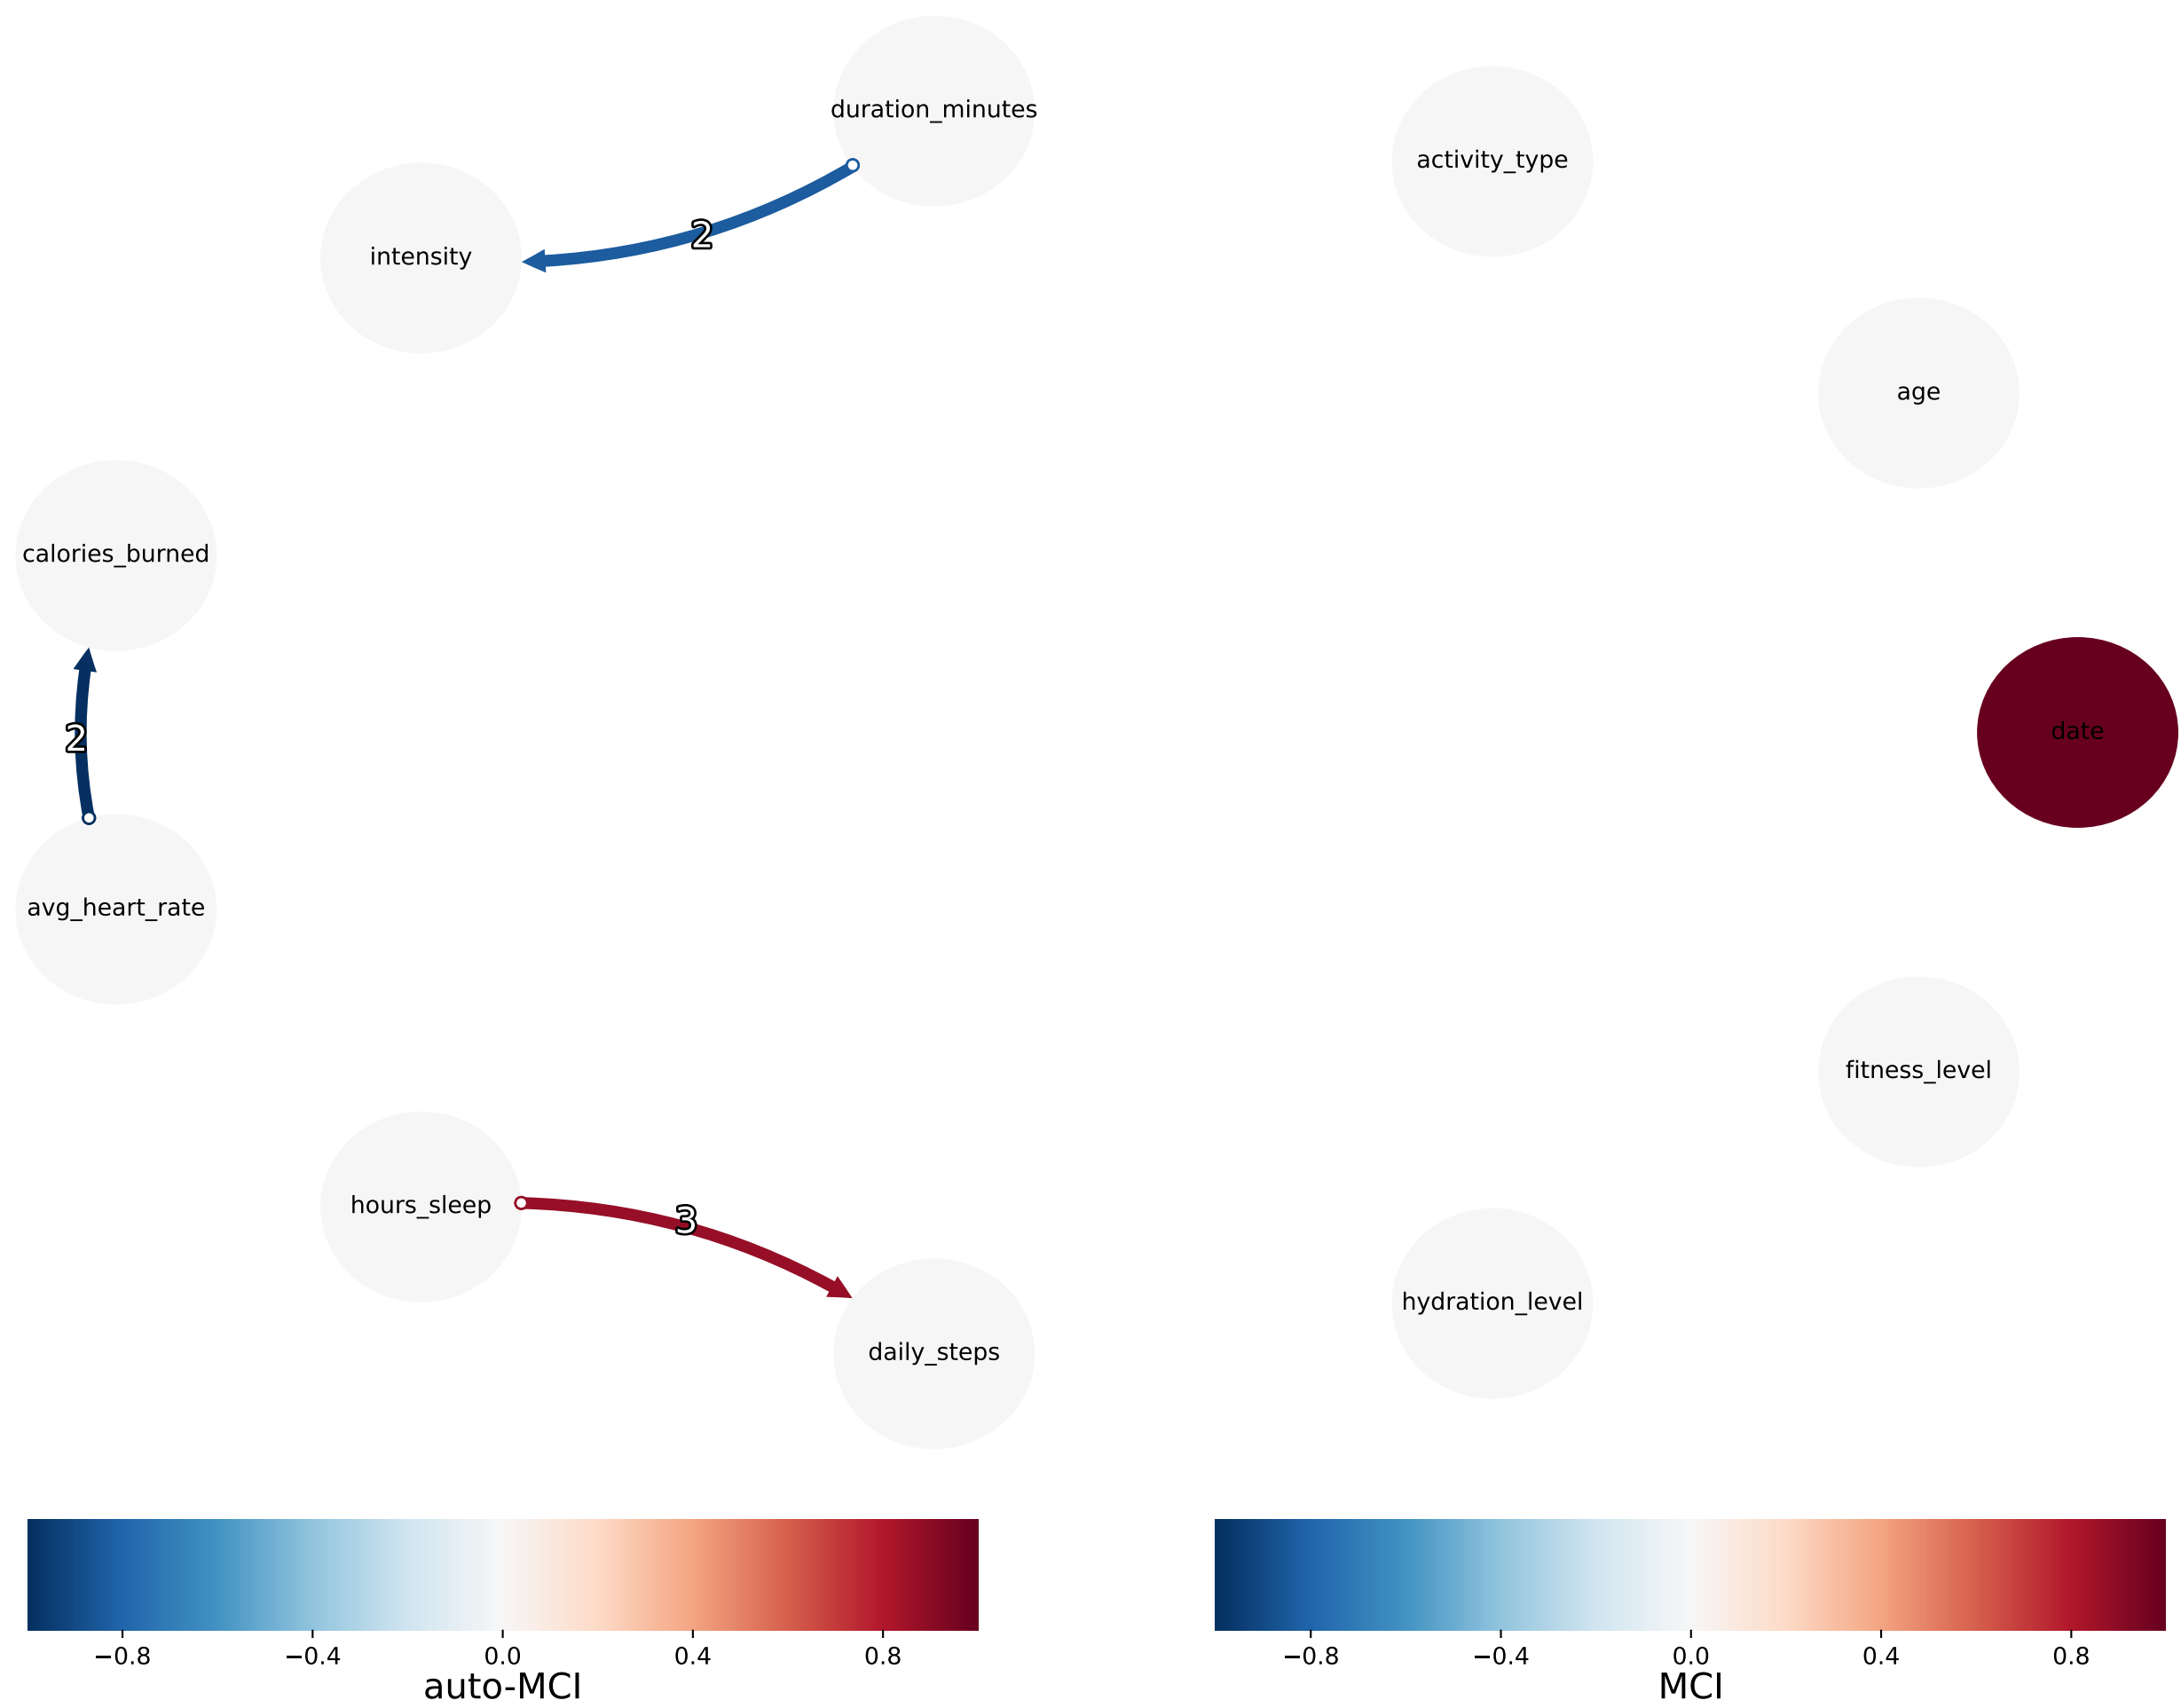 duration_minutes
activity_type
intensity
2
age
calories_burned
date
2
avg_heart_rate
fitness_level
hours_sleep
3
hydration_level
daily_steps
−0.8 −0.4 0.0 0.4 0.8
auto-MCI
−0.8 −0.4 0.0 0.4 0.8
MCI